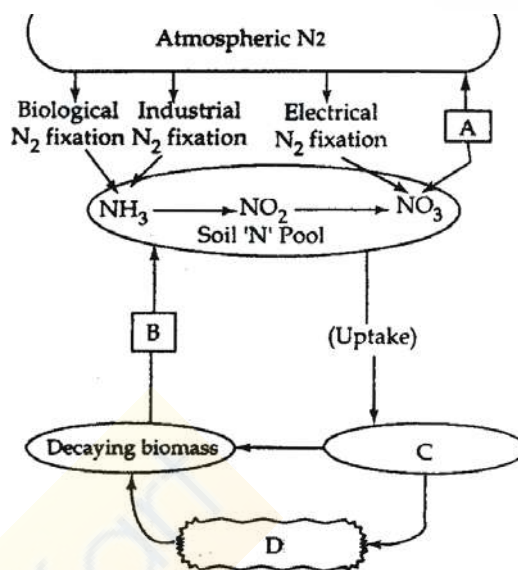 Atmospheric N2
Biological Industrial Electrical
N₂ fixation N₂ fixation N₂ fixation
A
NH₃ NO₂ NO₃
Soil 'N' Pool
B
(Uptake)
Decaying biomass
C
D